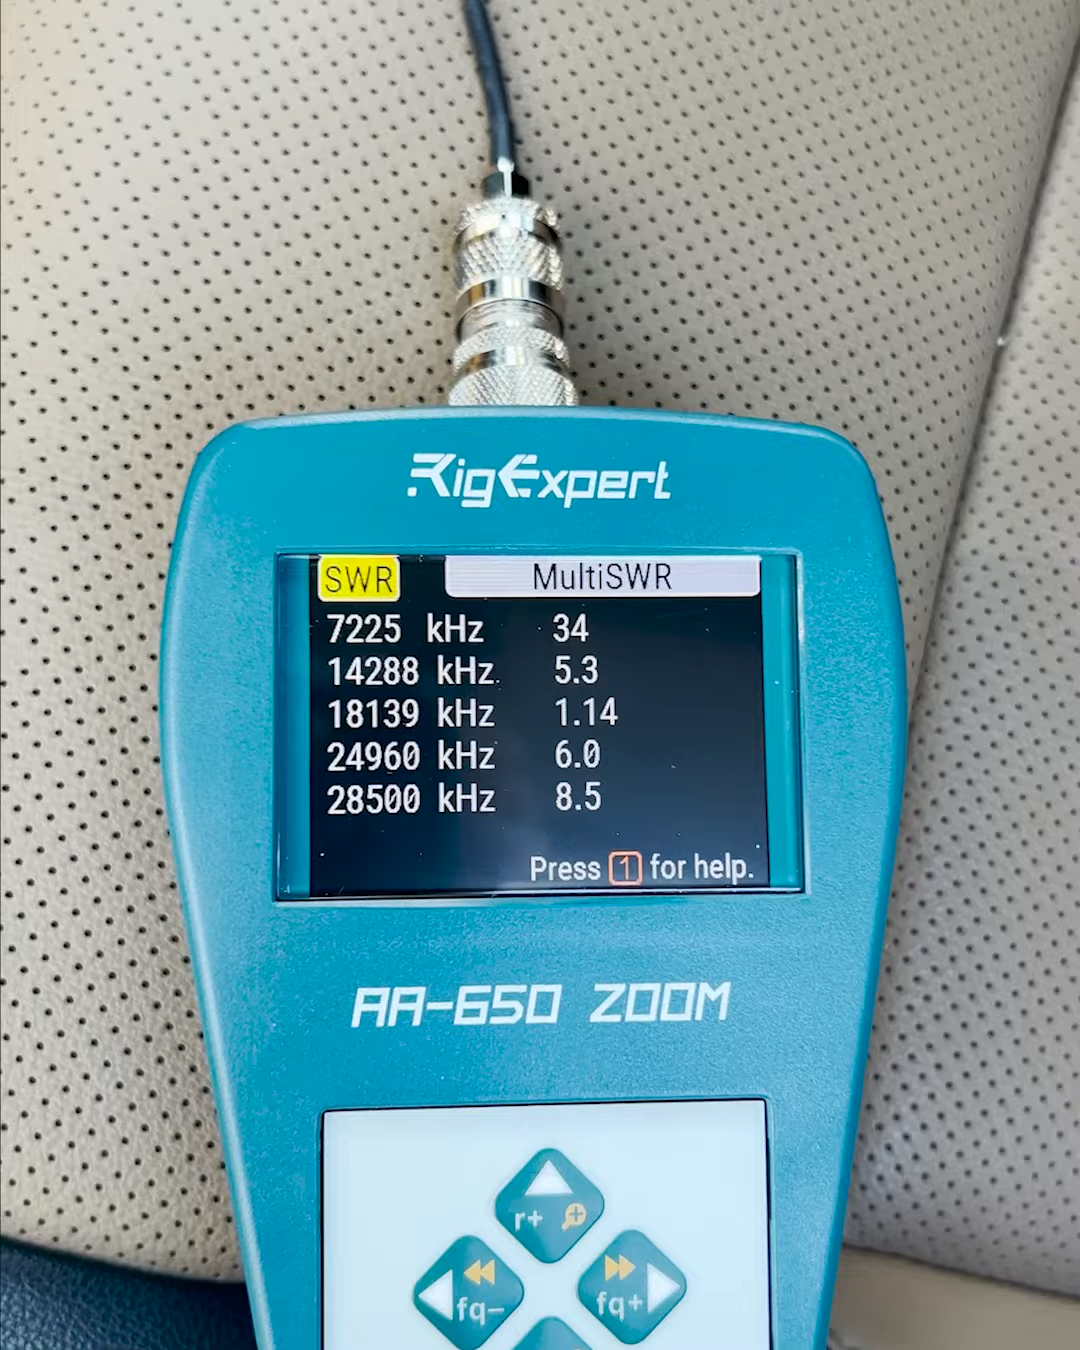 RigExpert
SWR MultiSWR
7225 kHz 34
14288 kHz 5.3
18139 kHz 1.14
24960 kHz 6.0
28500 kHz 8.5
Press 1 for help.
AA-650 ZOOM
r+
fq- fq+